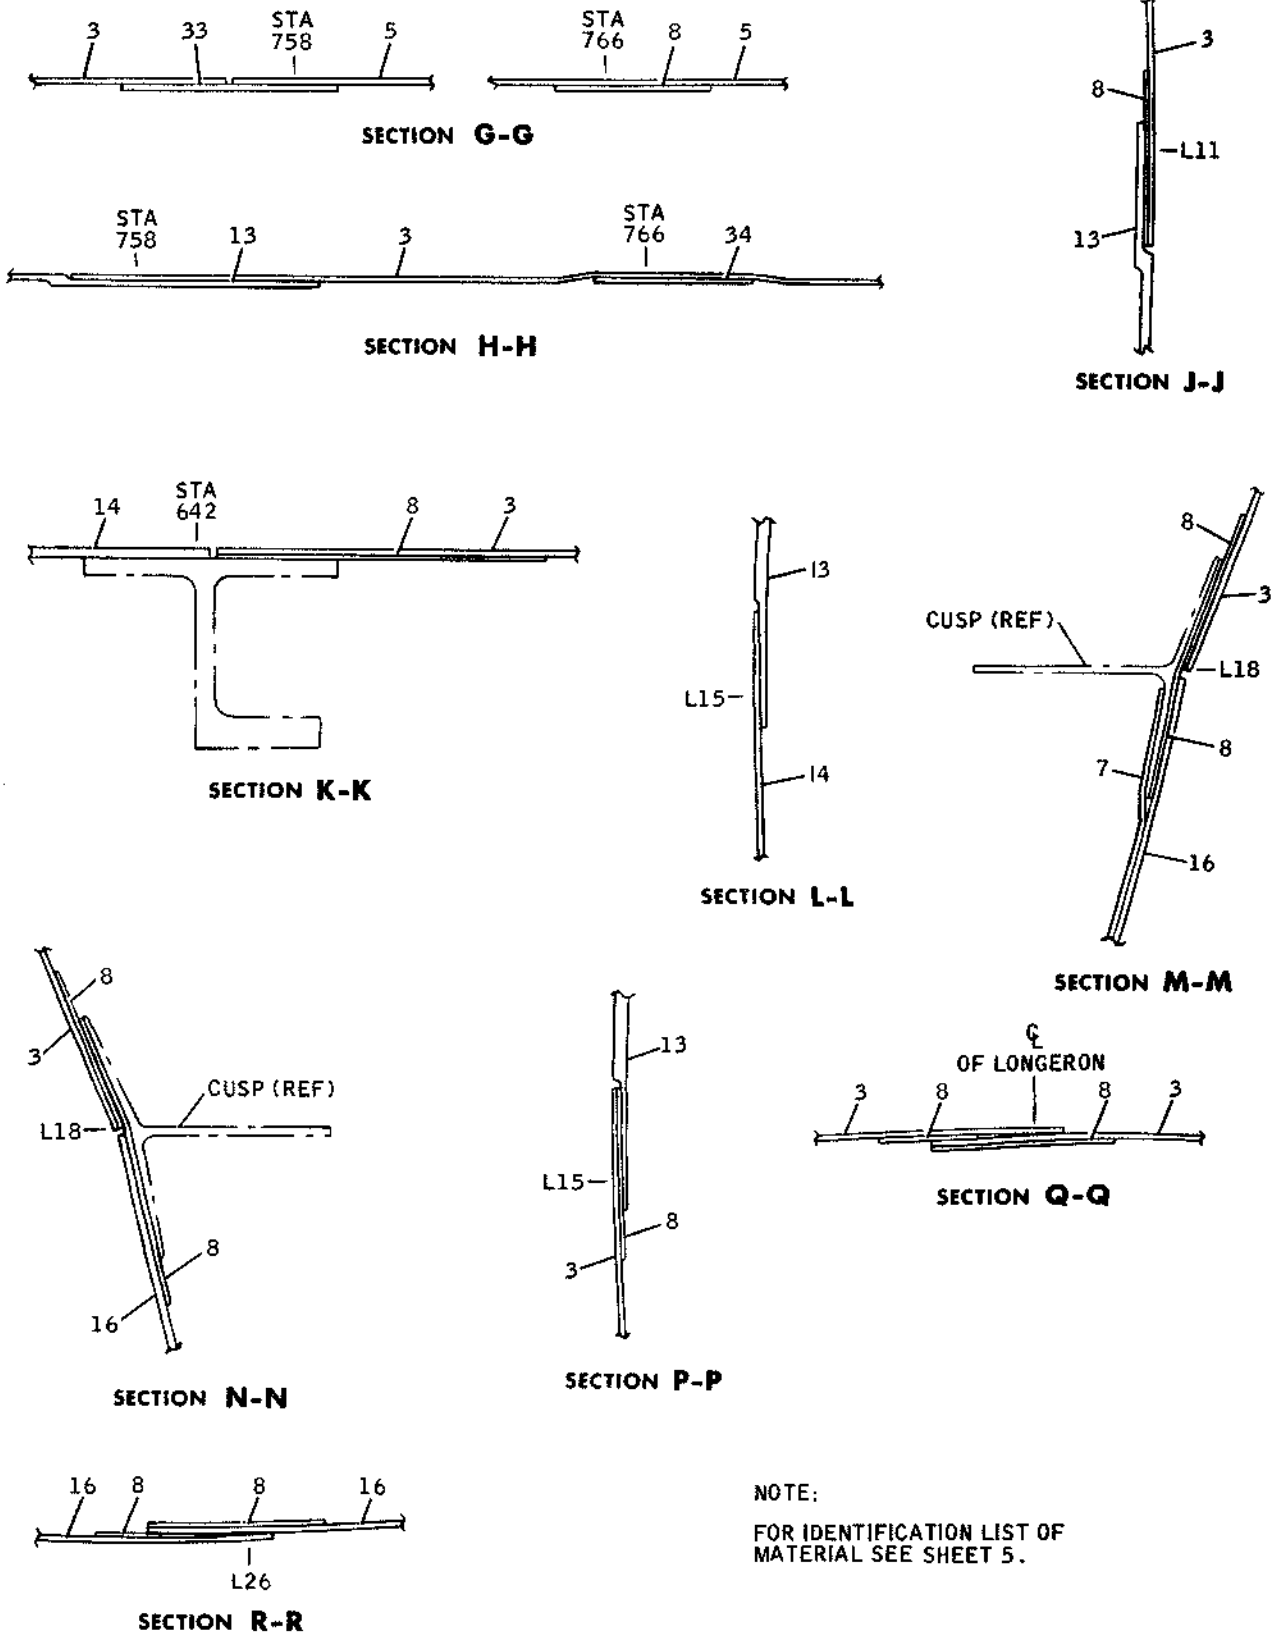 3 33 STA 758 5
STA 766 8 5
SECTION G-G
STA 758 13 3 STA 766 34
SECTION H-H
3
8
L11
13
SECTION J-J
14 STA 642 8 3
SECTION K-K
13
L15
14
SECTION L-L
8
3
CUSP (REF)
L18
8
7
16
SECTION M-M
8
3
CUSP (REF)
L18
8
16
SECTION N-N
13
L15
8
3
SECTION P-P
℄
OF LONGERON
3 8 8 3
SECTION Q-Q
16 8 8 16
L26
SECTION R-R
NOTE:
FOR IDENTIFICATION LIST OF
MATERIAL SEE SHEET 5.